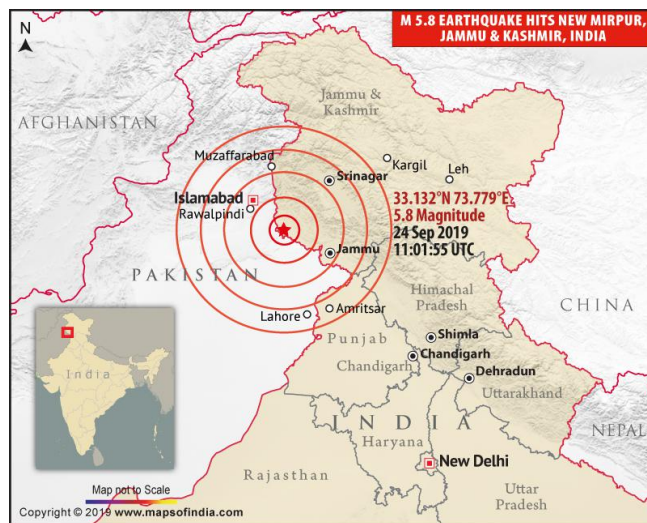 M 5.8 EARTHQUAKE HITS NEW MIRPUR,
JAMMU & KASHMIR, INDIA
N
AFGHANISTAN
Jammu &
Kashmir
Muzaffarabad
Kargil
Leh
Srinagar
Islamabad
Rawalpindi
33.132°N 73.779°E
5.8 Magnitude
24 Sep 2019
11:01:55 UTC
Jammu
PAKISTAN
Himachal
Pradesh
CHINA
Lahore
Amritsar
Punjab
Shimla
Chandigarh
Chandigarh
Dehradun
Uttarakhand
India
INDIA
Haryana
NEPAL
New Delhi
Rajasthan
Uttar
Pradesh
Map not to Scale
Copyright © 2019 www.mapsofindia.com